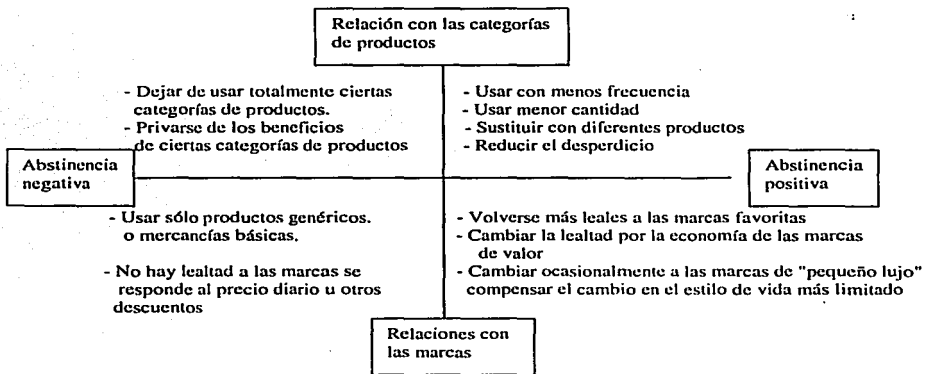 Relación con las categorías
de productos
- Dejar de usar totalmente ciertas
categorías de productos.
- Privarse de los beneficios
de ciertas categorías de productos
- Usar con menos frecuencia
- Usar menor cantidad
- Sustituir con diferentes productos
- Reducir el desperdicio
Abstinencia
negativa
Abstinencia
positiva
- Usar sólo productos genéricos.
o mercancías básicas.
- No hay lealtad a las marcas se
responde al precio diario u otros
descuentos
- Volverse más leales a las marcas favoritas
- Cambiar la lealtad por la economía de las marcas
de valor
- Cambiar ocasionalmente a las marcas de "pequeño lujo"
compensar el cambio en el estilo de vida más limitado
Relaciones con
las marcas